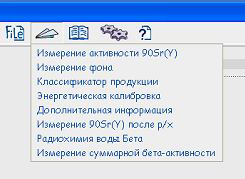 File
Измерение активности 90Sr(Y)
Измерение фона
Классификатор продукции
Энергетическая калибровка
Дополнительная информация
Измерение 90Sr(Y) после р/х
Радиохимия воды Бета
Измерение суммарной бета-активности